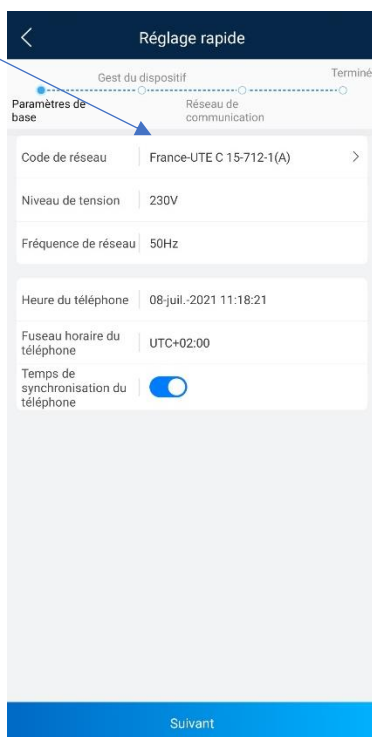 Réglage rapide
Gest du dispositif
Terminé
Paramètres de
base
Réseau de
communication
Code de réseau
France-UTE C 15-712-1(A)
Niveau de tension
230V
Fréquence de réseau
50Hz
Heure du téléphone
08-juil.-2021 11:18:21
Fuseau horaire du
téléphone
UTC+02:00
Temps de
synchronisation du
téléphone
Suivant